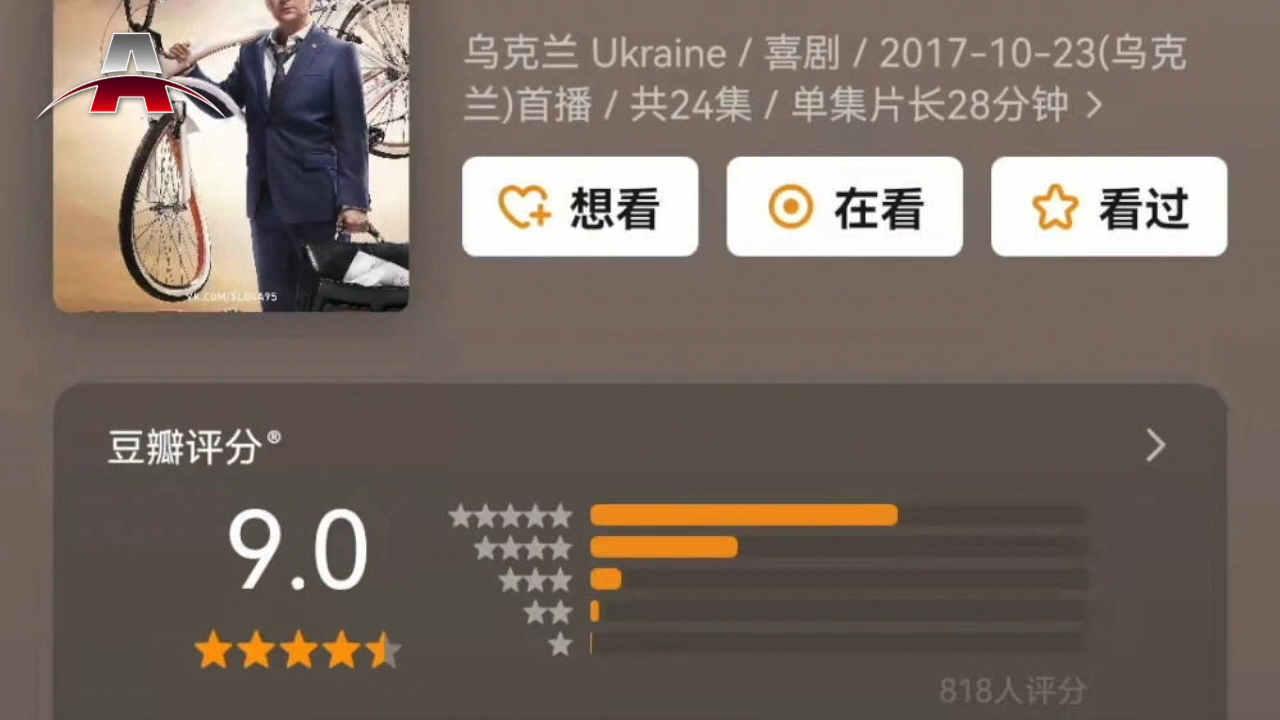 乌克兰 Ukraine / 喜剧 / 2017-10-23(乌克
兰)首播 / 共24集 / 单集片长28分钟 >
想看
在看
看过
豆瓣评分®
9.0
818人评分